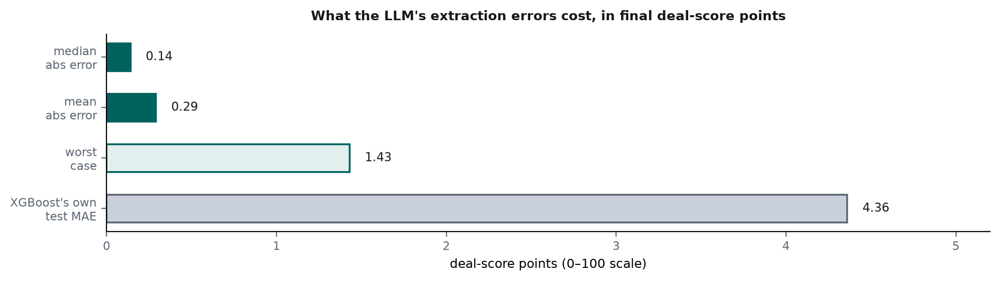 What the LLM's extraction errors cost, in final deal-score points
median
abs error
0.14
mean
abs error
0.29
worst
case
1.43
XGBoost's own
test MAE
4.36
0 1 2 3 4 5
deal-score points (0–100 scale)